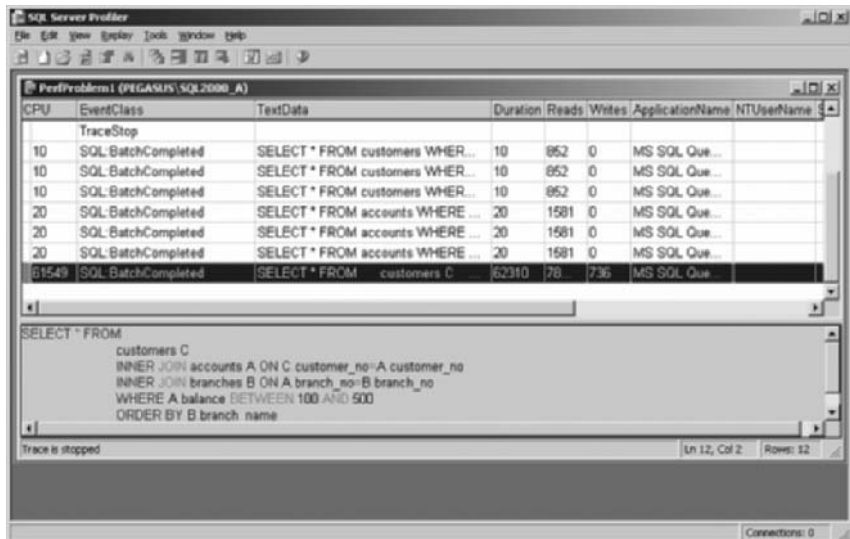 SQL Server Profiler
File Edit View Replay Tools Window Help
PerfProblem1 (PEGASUS\SQL2000_A)
CPU EventClass TextData Duration Reads Writes ApplicationName NTUserName S
TraceStop
10 SQL:BatchCompleted SELECT * FROM customers WHER... 10 852 0 MS SQL Que...
10 SQL:BatchCompleted SELECT * FROM customers WHER... 10 852 0 MS SQL Que...
10 SQL:BatchCompleted SELECT * FROM customers WHER... 10 852 0 MS SQL Que...
20 SQL:BatchCompleted SELECT * FROM accounts WHERE ... 20 1581 0 MS SQL Que...
20 SQL:BatchCompleted SELECT * FROM accounts WHERE ... 20 1581 0 MS SQL Que...
20 SQL:BatchCompleted SELECT * FROM accounts WHERE ... 20 1581 0 MS SQL Que...
61549 SQL:BatchCompleted SELECT * FROM customers C ... 62310 78... 736 MS SQL Que...
SELECT * FROM
customers C
INNER JOIN accounts A ON C.customer_no=A.customer_no
INNER JOIN branches B ON A.branch_no=B.branch_no
WHERE A.balance BETWEEN 100 AND 500
ORDER BY B.branch_name
Trace is stopped Ln 12, Col 2 Rows: 12
Connections: 0